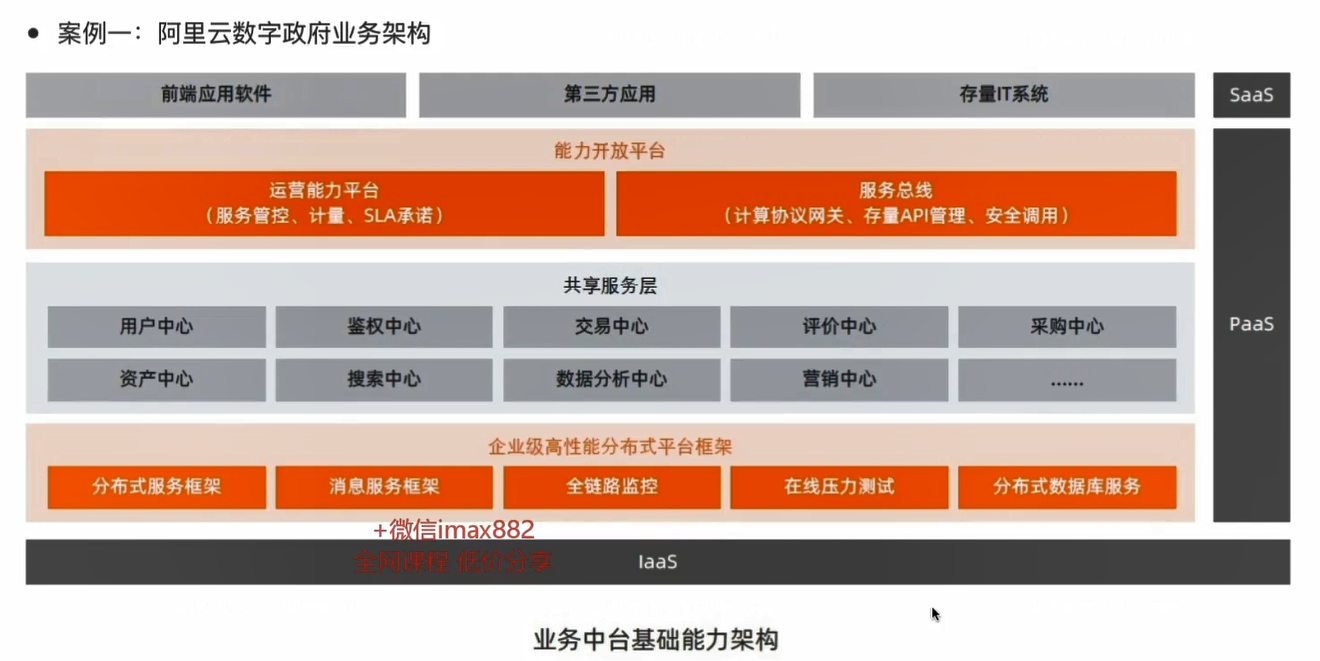 • 案例一：阿里云数字政府业务架构
前端应用软件
第三方应用
存量IT系统
SaaS
能力开放平台
运营能力平台
（服务管控、计量、SLA承诺）
服务总线
（计算协议网关、存量API管理、安全调用）
PaaS
共享服务层
用户中心
鉴权中心
交易中心
评价中心
采购中心
资产中心
搜索中心
数据分析中心
营销中心
......
企业级高性能分布式平台框架
分布式服务框架
消息服务框架
全链路监控
在线压力测试
分布式数据库服务
+微信imax882
全网课程 低价分享
IaaS
业务中台基础能力架构